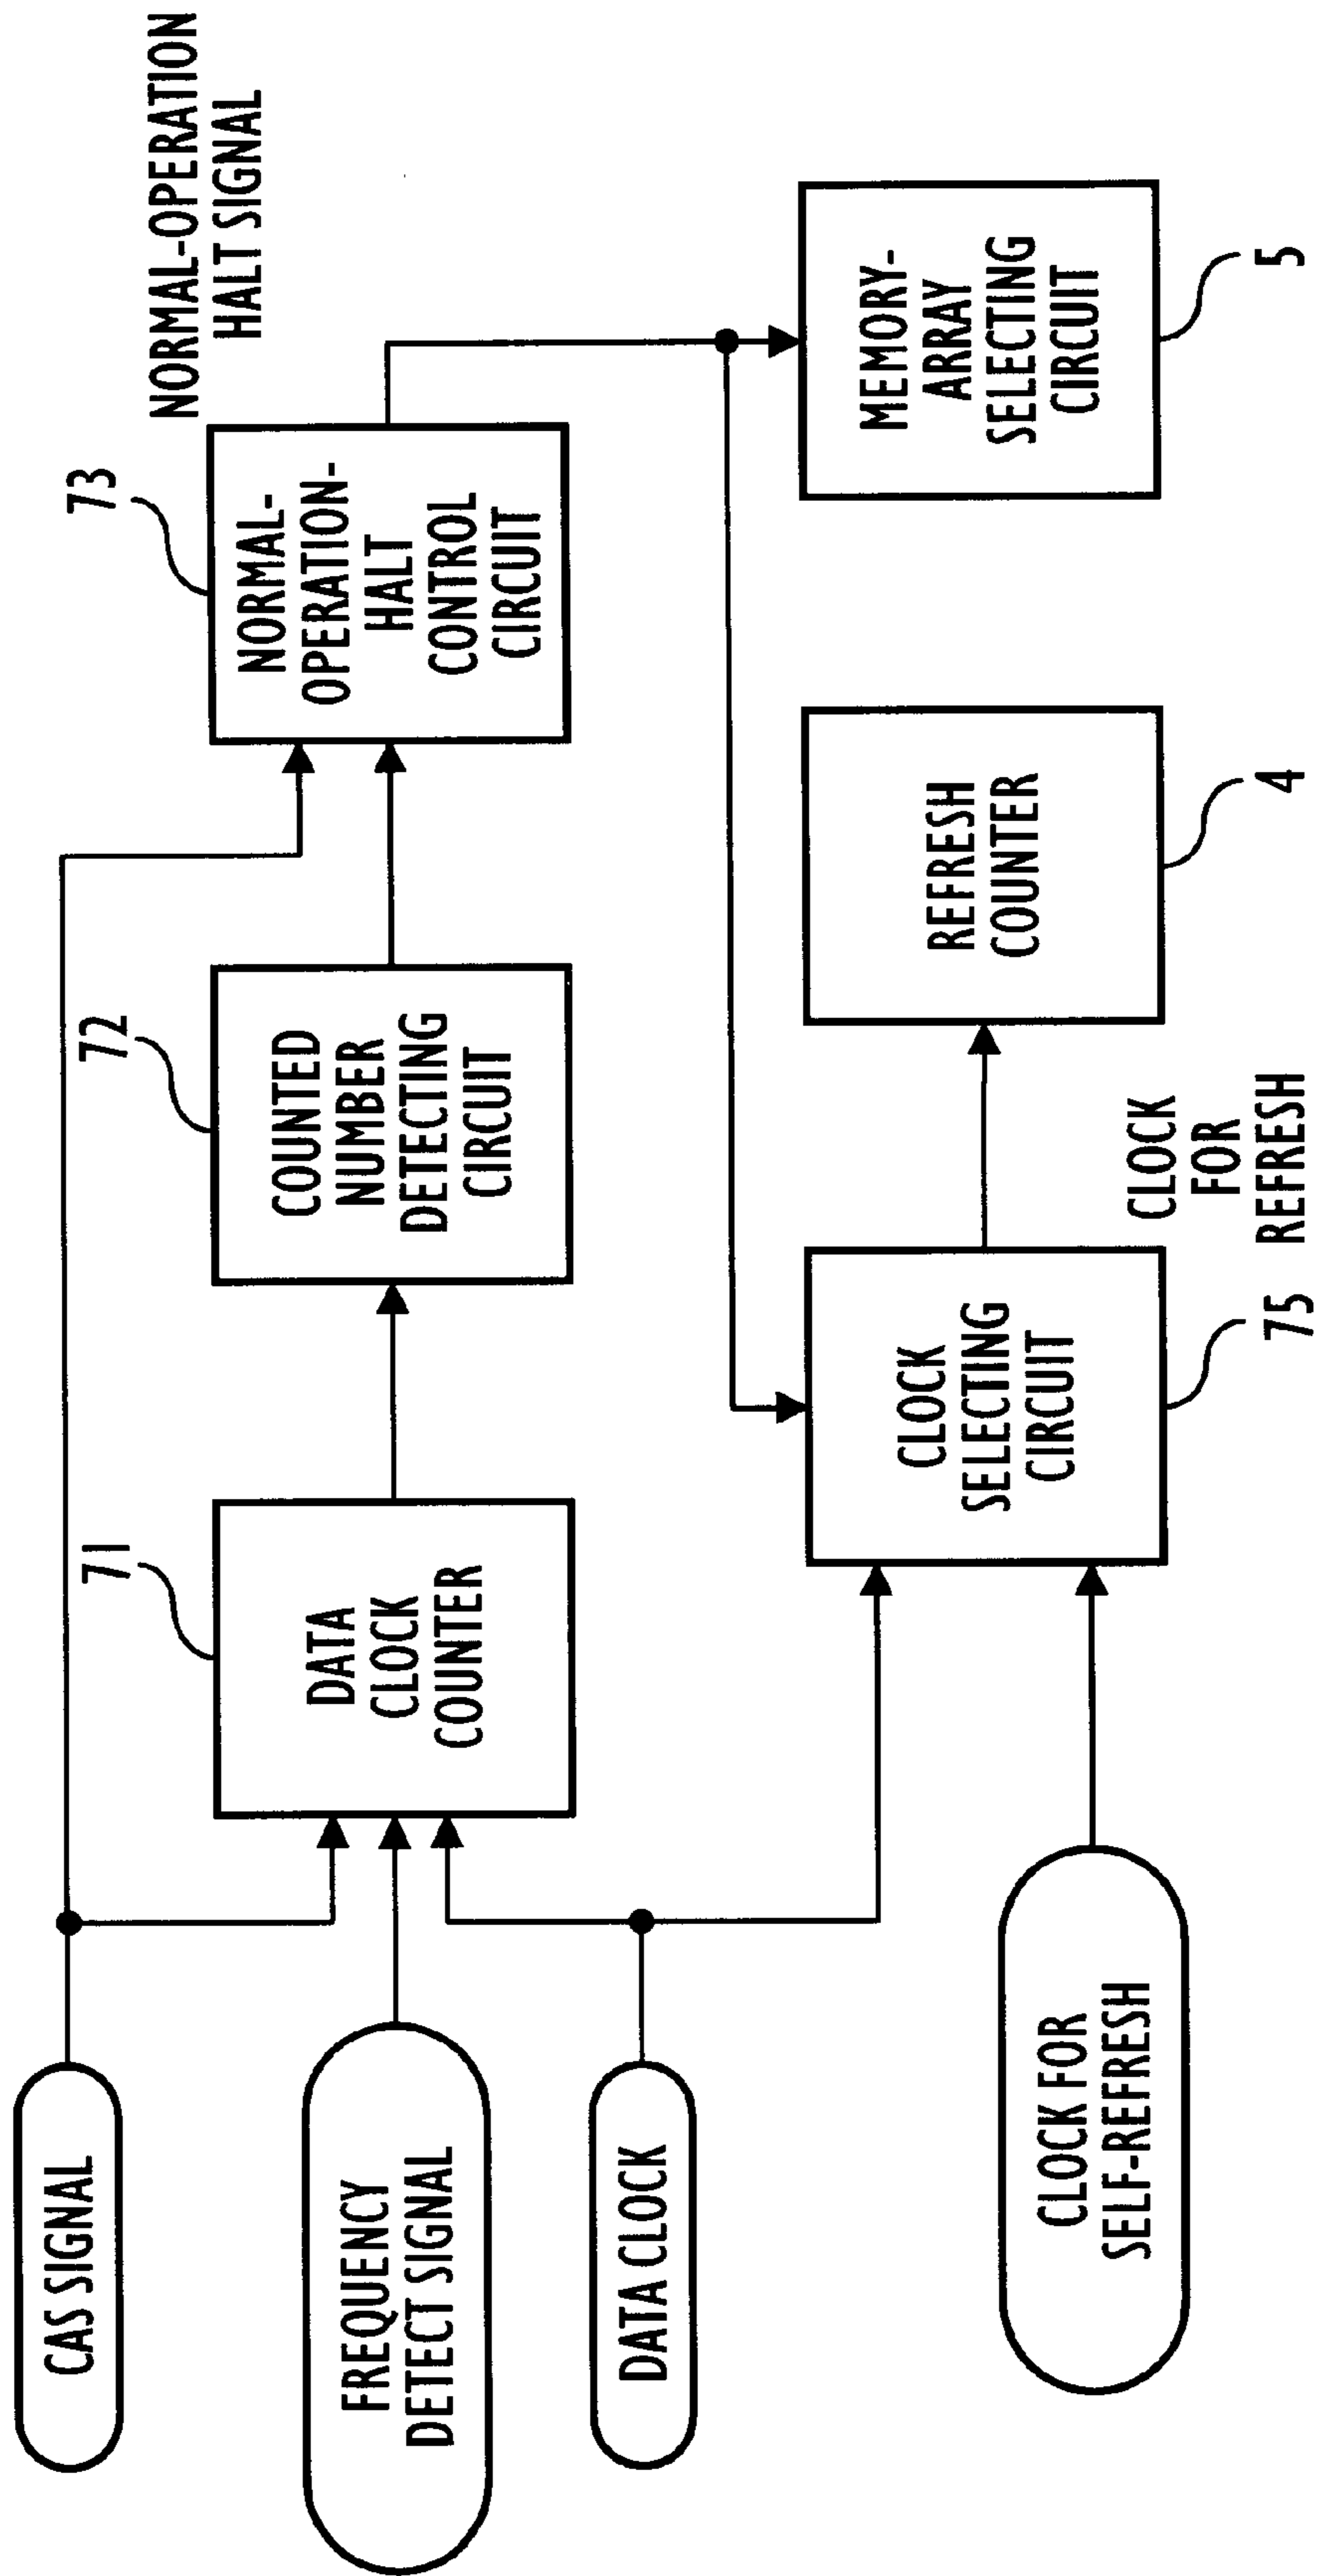 CAS SIGNAL
FREQUENCY
DETECT SIGNAL
DATA CLOCK
CLOCK FOR
SELF-REFRESH
71
DATA
CLOCK
COUNTER
72
COUNTED
NUMBER
DETECTING
CIRCUIT
73
NORMAL-
OPERATION-
HALT
CONTROL
CIRCUIT
NORMAL-OPERATION
HALT SIGNAL
CLOCK
SELECTING
CIRCUIT
75
CLOCK
FOR
REFRESH
REFRESH
COUNTER
4
MEMORY-
ARRAY
SELECTING
CIRCUIT
5